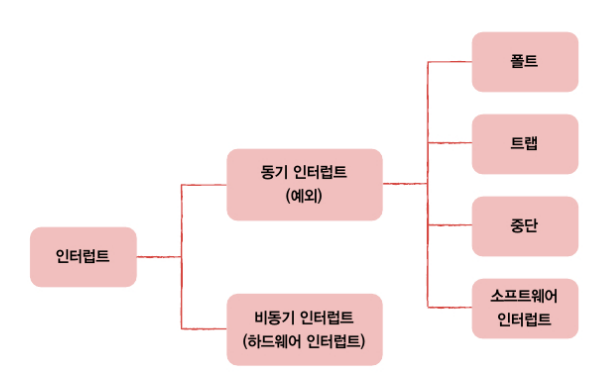 인터럽트
동기 인터럽트
(예외)
비동기 인터럽트
(하드웨어 인터럽트)
폴트
트랩
중단
소프트웨어
인터럽트